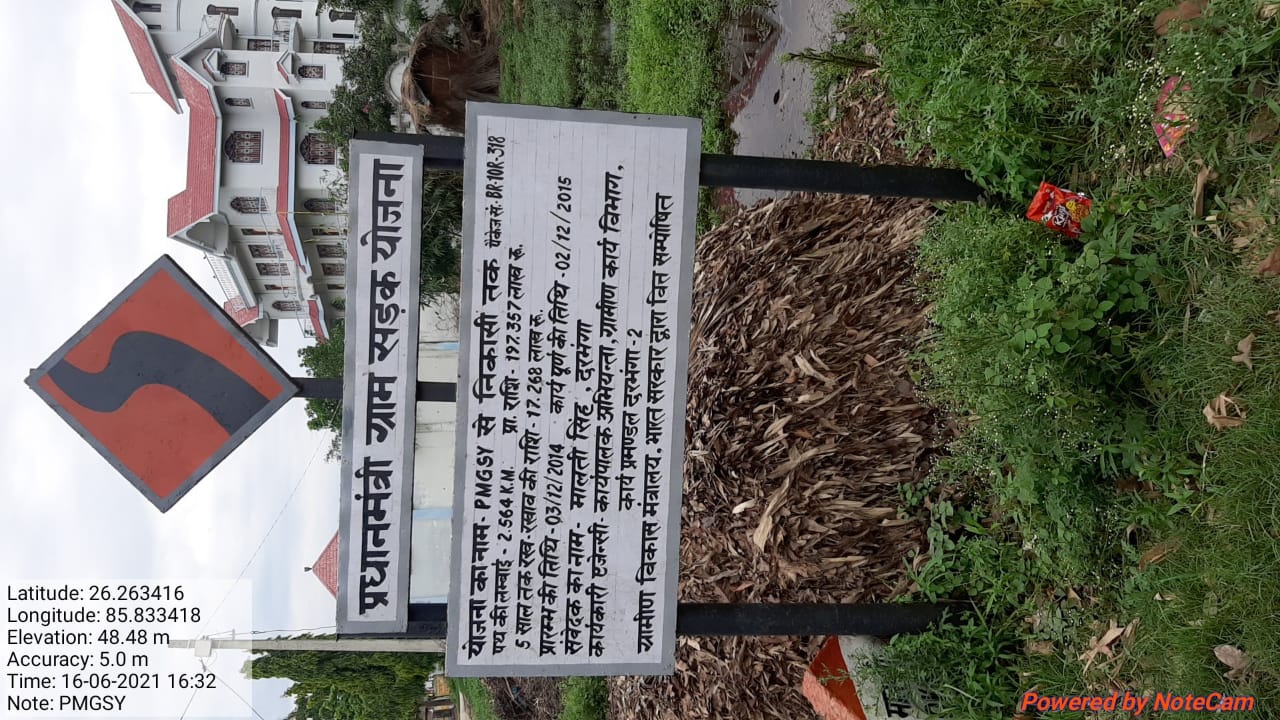 प्रधानमंत्री ग्राम सड़क योजना
योजना का नाम- PMGSY से निकासी तक पैकेज सं.- BR-10R-318
पथ की लम्बाई - 2.564 K.M. प्रा. राशि - 197.357 लाख रु.
5 साल तक रख-रखाव की राशि - 17.268 लाख रु.
प्रारम्भ की तिथि - 03/12/2014 कार्य पूर्ण की तिथि - 02/12/2015
संवेदक का नाम - मालती सिंह, दरभंगा
कार्यकारी एजेन्सी- कार्यपालक अभियन्ता, ग्रामीण कार्य विभाग,
कार्य प्रमण्डल दरभंगा - 2
ग्रामीण विकास मंत्रालय, भारत सरकार द्वारा वित सम्पोषित
Latitude: 26.263416
Longitude: 85.833418
Elevation: 48.48 m
Accuracy: 5.0 m
Time: 16-06-2021 16:32
Note: PMGSY
Powered by NoteCam